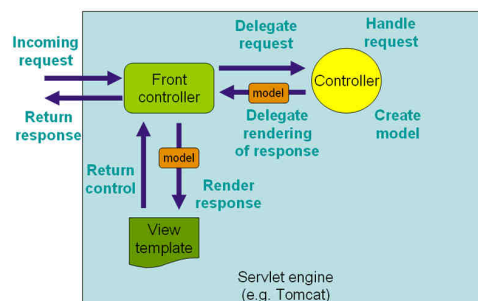 Incoming
request
Return
response
Front
controller
Delegate
request
Handle
request
Controller
model
Delegate
rendering
of response
Create
model
Return
control
model
Render
response
View
template
Servlet engine
(e.g. Tomcat)